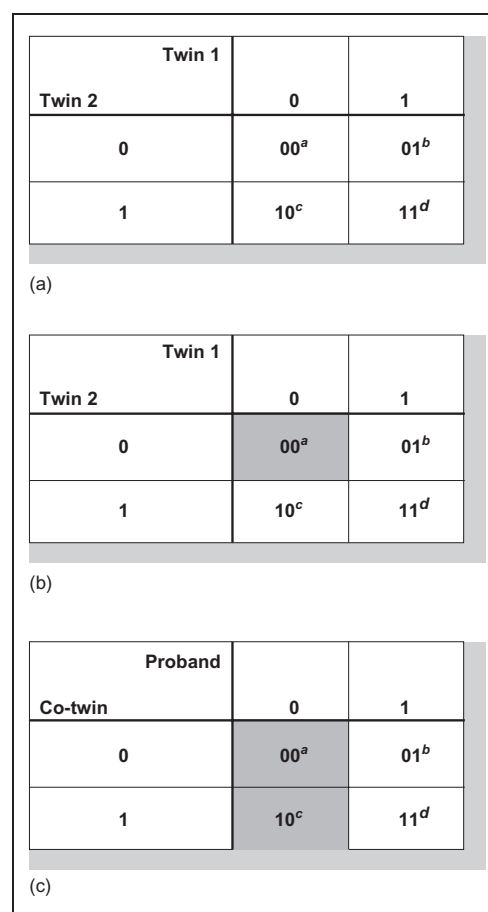 Twin 1
Twin 2 0 1
0 00ᵃ 01ᵇ
1 10ᶜ 11ᵈ
(a)
Twin 1
Twin 2 0 1
0 00ᵃ 01ᵇ
1 10ᶜ 11ᵈ
(b)
Proband
Co-twin 0 1
0 00ᵃ 01ᵇ
1 10ᶜ 11ᵈ
(c)